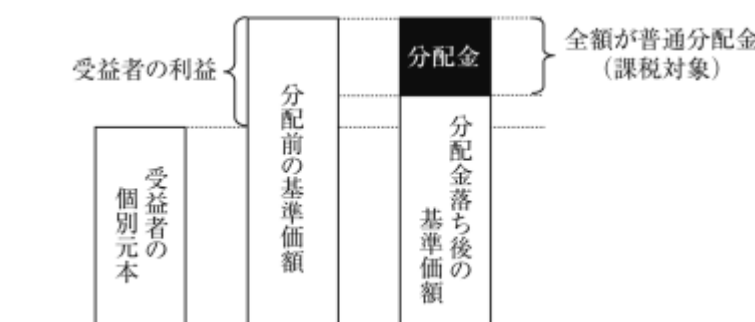 受益者の利益
分配金
全額が普通分配金
（課税対象）
受益者の
個別元本
分配前の基準価額
分配金落ち後の
基準価額